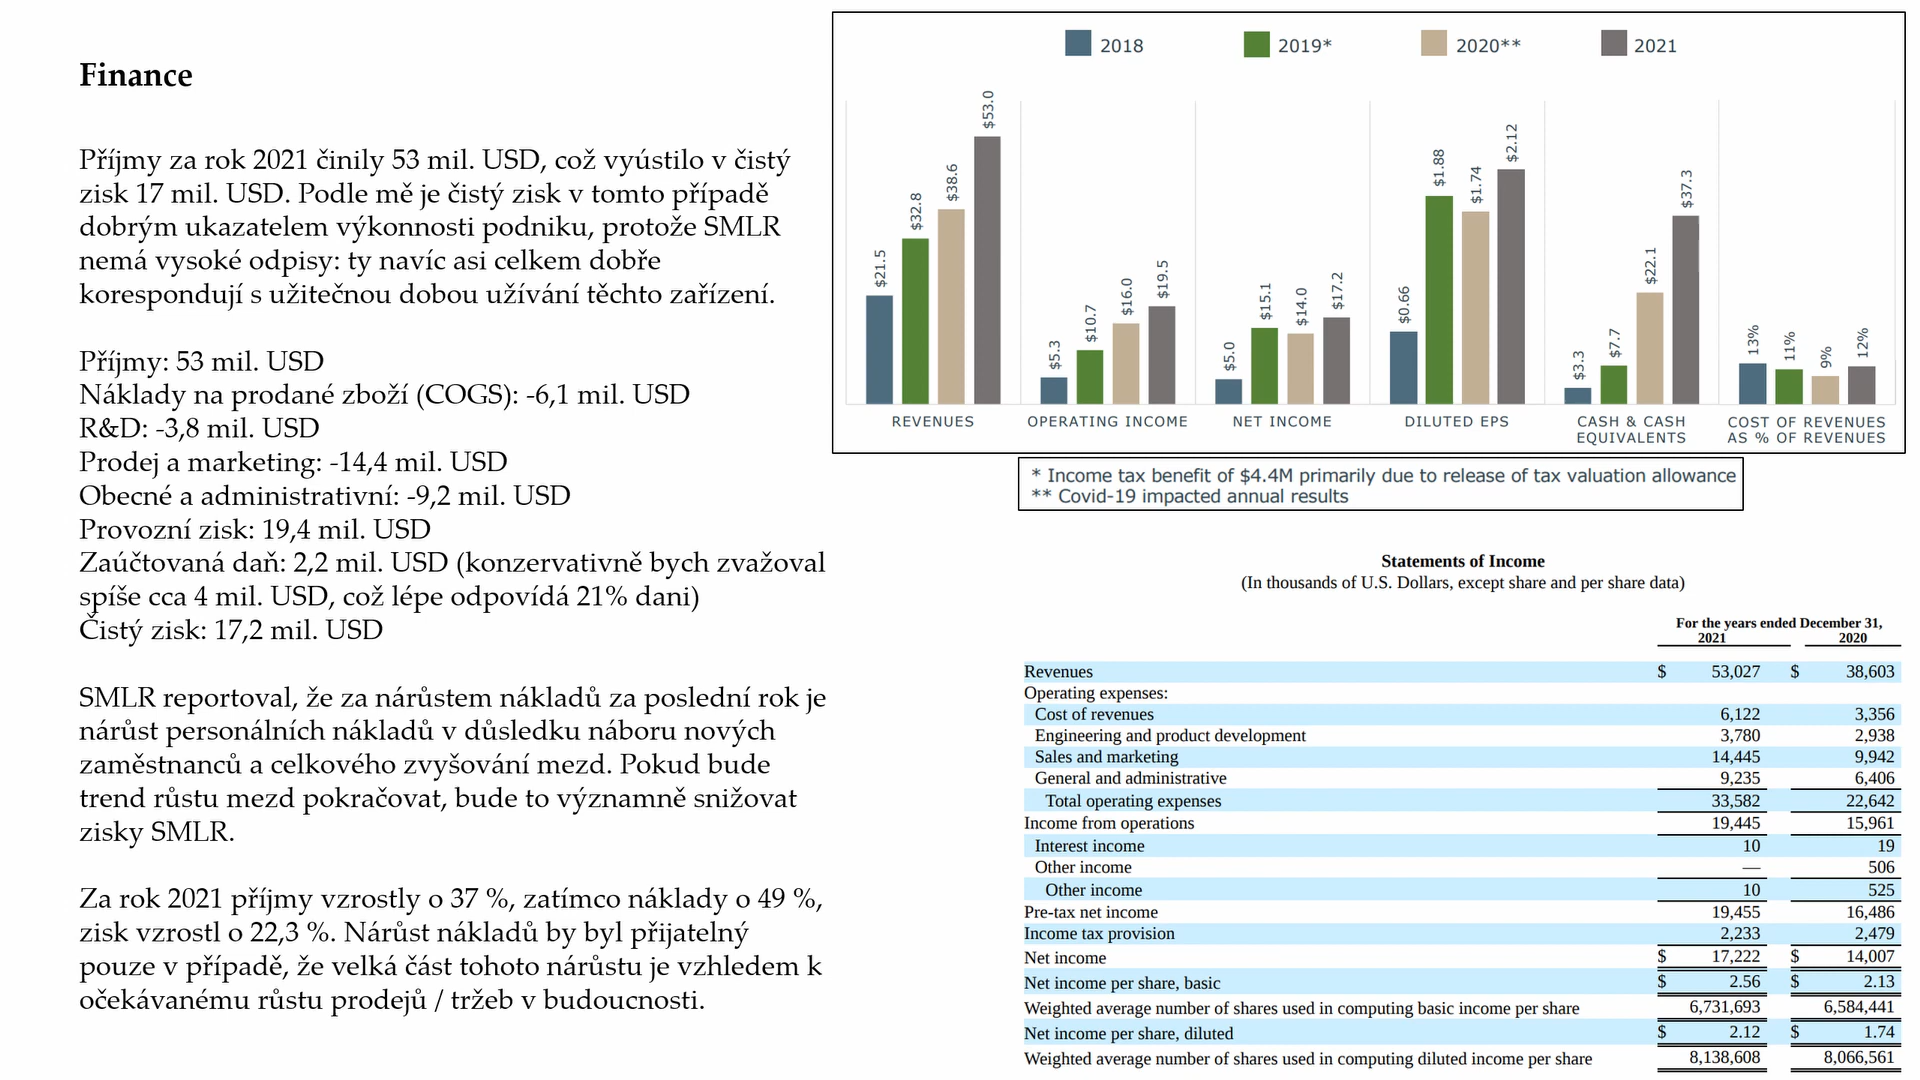 Finance
Příjmy za rok 2021 činily 53 mil. USD, což vyústilo v čistý
zisk 17 mil. USD. Podle mě je čistý zisk v tomto případě
dobrým ukazatelem výkonnosti podniku, protože SMLR
nemá vysoké odpisy: ty navíc asi celkem dobře
korespondují s užitečnou dobou užívání těchto zařízení.
Příjmy: 53 mil. USD
Náklady na prodané zboží (COGS): -6,1 mil. USD
R&D: -3,8 mil. USD
Prodej a marketing: -14,4 mil. USD
Obecné a administrativní: -9,2 mil. USD
Provozní zisk: 19,4 mil. USD
Zaúčtovaná daň: 2,2 mil. USD (konzervativně bych zvažoval
spíše cca 4 mil. USD, což lépe odpovídá 21% dani)
Čistý zisk: 17,2 mil. USD
SMLR reportoval, že za nárůstem nákladů za poslední rok je
nárůst personálních nákladů v důsledku náboru nových
zaměstnanců a celkového zvyšování mezd. Pokud bude
trend růstu mezd pokračovat, bude to významně snižovat
zisky SMLR.
Za rok 2021 příjmy vzrostly o 37 %, zatímco náklady o 49 %,
zisk vzrostl o 22,3 %. Nárůst nákladů by byl přijatelný
pouze v případě, že velká část tohoto nárůstu je vzhledem k
očekávanému růstu prodejů / tržeb v budoucnosti.
2018 2019* 2020** 2021
$21.5 $32.8 $38.6 $53.0
$5.3 $10.7 $16.0 $19.5
$5.0 $15.1 $14.0 $17.2
$0.66 $1.88 $1.74 $2.12
$3.3 $7.7 $22.1 $37.3
13% 11% 9% 12%
REVENUES
OPERATING INCOME
NET INCOME
DILUTED EPS
CASH & CASH
EQUIVALENTS
COST OF REVENUES
AS % OF REVENUES
* Income tax benefit of $4.4M primarily due to release of tax valuation allowance
** Covid-19 impacted annual results
Statements of Income
(In thousands of U.S. Dollars, except share and per share data)
For the years ended December 31,
2021 2020
Revenues $ 53,027 $ 38,603
Operating expenses:
Cost of revenues 6,122 3,356
Engineering and product development 3,780 2,938
Sales and marketing 14,445 9,942
General and administrative 9,235 6,406
Total operating expenses 33,582 22,642
Income from operations 19,445 15,961
Interest income 10 19
Other income — 506
Other income 10 525
Pre-tax net income 19,455 16,486
Income tax provision 2,233 2,479
Net income $ 17,222 $ 14,007
Net income per share, basic $ 2.56 $ 2.13
Weighted average number of shares used in computing basic income per share 6,731,693 6,584,441
Net income per share, diluted $ 2.12 $ 1.74
Weighted average number of shares used in computing diluted income per share 8,138,608 8,066,561